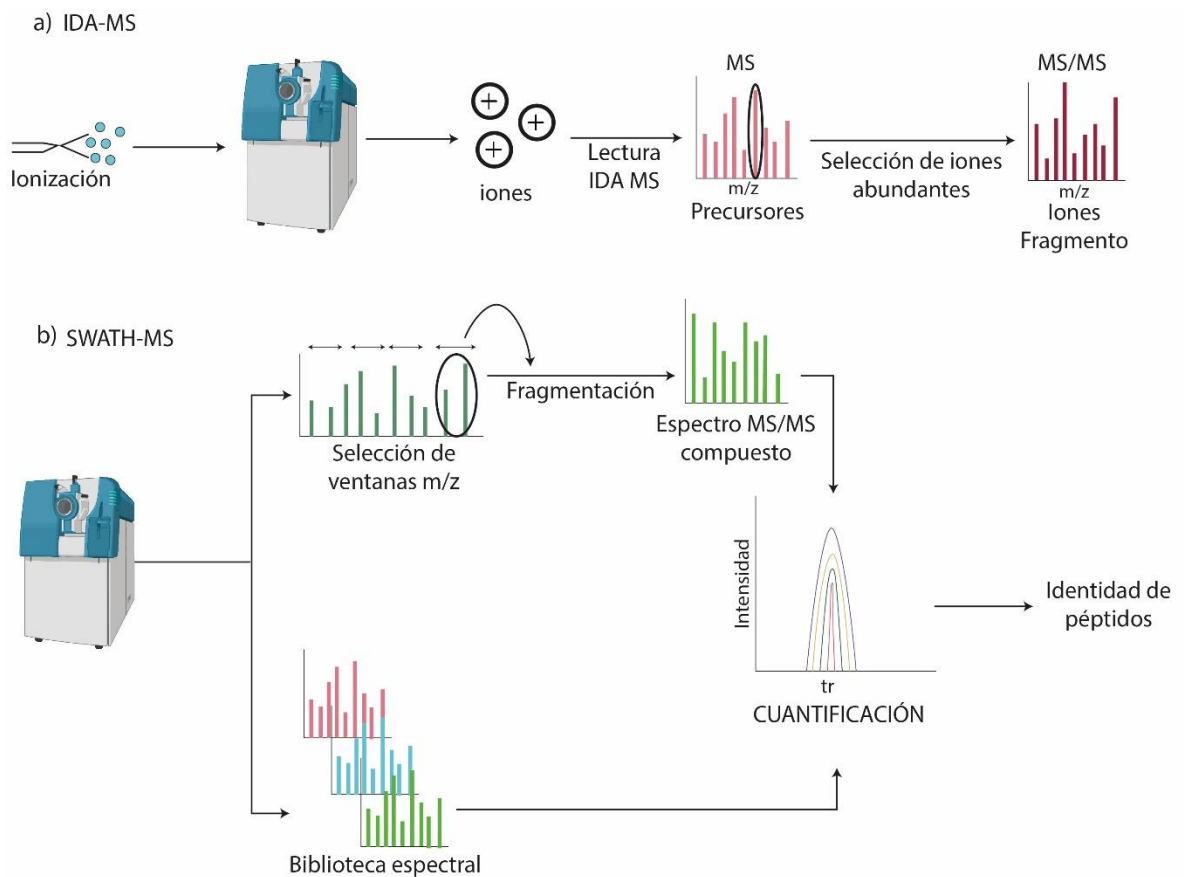 a) IDA-MS
Ionización
+
+
+
iones
Lectura
IDA MS
MS
m/z
Precursores
Selección de iones
abundantes
MS/MS
m/z
Iones
Fragmento
b) SWATH-MS
Selección de
ventanas m/z
Fragmentación
Espectro MS/MS
compuesto
Intensidad
tr
CUANTIFICACIÓN
Identidad de
péptidos
Biblioteca espectral